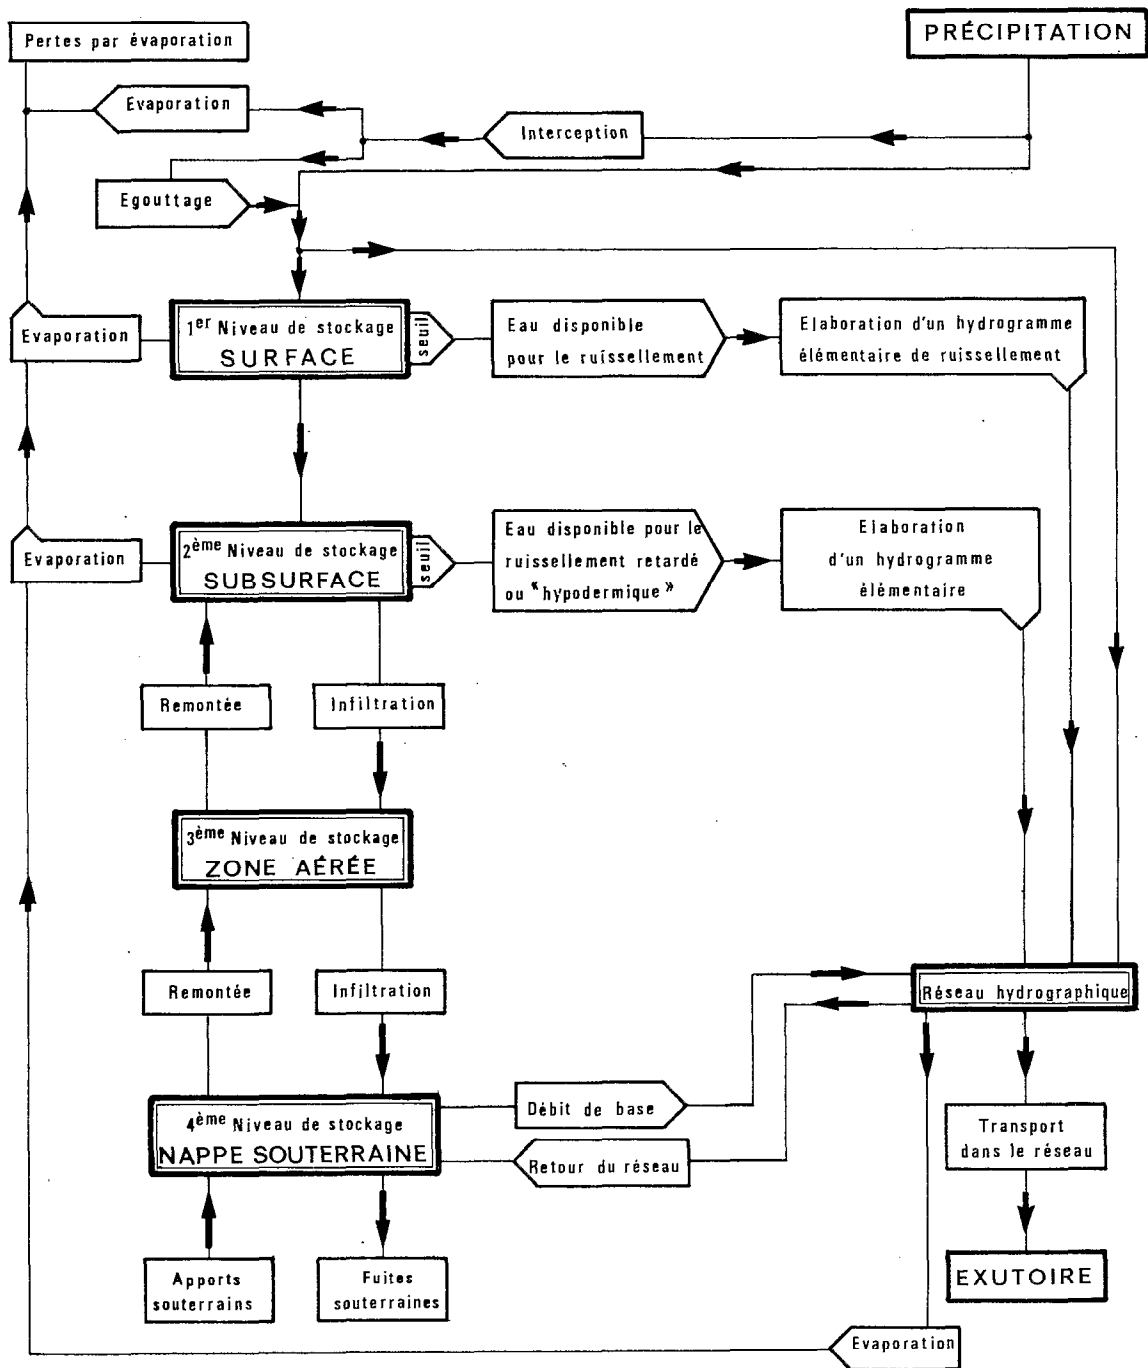 Pertes par évaporation
PRÉCIPITATION
Evaporation
Interception
Egouttage
Evaporation
1er Niveau de stockage
SURFACE
seuil
Eau disponible
pour le ruissellement
Elaboration d'un hydrogramme
élémentaire de ruissellement
Evaporation
2ème Niveau de stockage
SUBSURFACE
seuil
Eau disponible pour le
ruissellement retardé
ou "hypodermique"
Elaboration
d'un hydrogramme
élémentaire
Remontée
Infiltration
3ème Niveau de stockage
ZONE AÉRÉE
Remontée
Infiltration
Réseau hydrographique
4ème Niveau de stockage
NAPPE SOUTERRAINE
Débit de base
Retour du réseau
Transport
dans le réseau
Apports
souterrains
Fuites
souterraines
EXUTOIRE
Evaporation